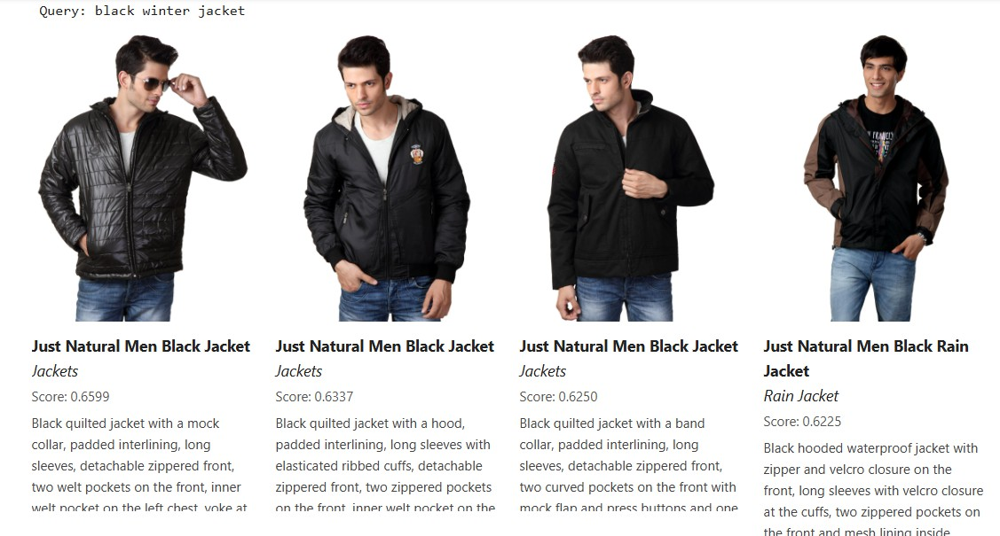 Query: black winter jacket
Just Natural Men Black Jacket
Jackets
Score: 0.6599
Black quilted jacket with a mock
collar, padded interlining, long
sleeves, detachable zippered front,
two welt pockets on the front, inner
welt pocket on the left chest, yoke at
Just Natural Men Black Jacket
Jackets
Score: 0.6337
Black quilted jacket with a hood,
padded interlining, long sleeves with
elasticated ribbed cuffs, detachable
zippered front, two zippered pockets
on the front, inner welt pocket on the
Just Natural Men Black Jacket
Jackets
Score: 0.6250
Black quilted jacket with a band
collar, padded interlining, long
sleeves, detachable zippered front,
two curved pockets on the front with
mock flap and press buttons and one
Just Natural Men Black Rain
Jacket
Rain Jacket
Score: 0.6225
Black hooded waterproof jacket with
zipper and velcro closure on the
front, long sleeves with velcro closure
at the cuffs, two zippered pockets on
the front and mesh lining inside